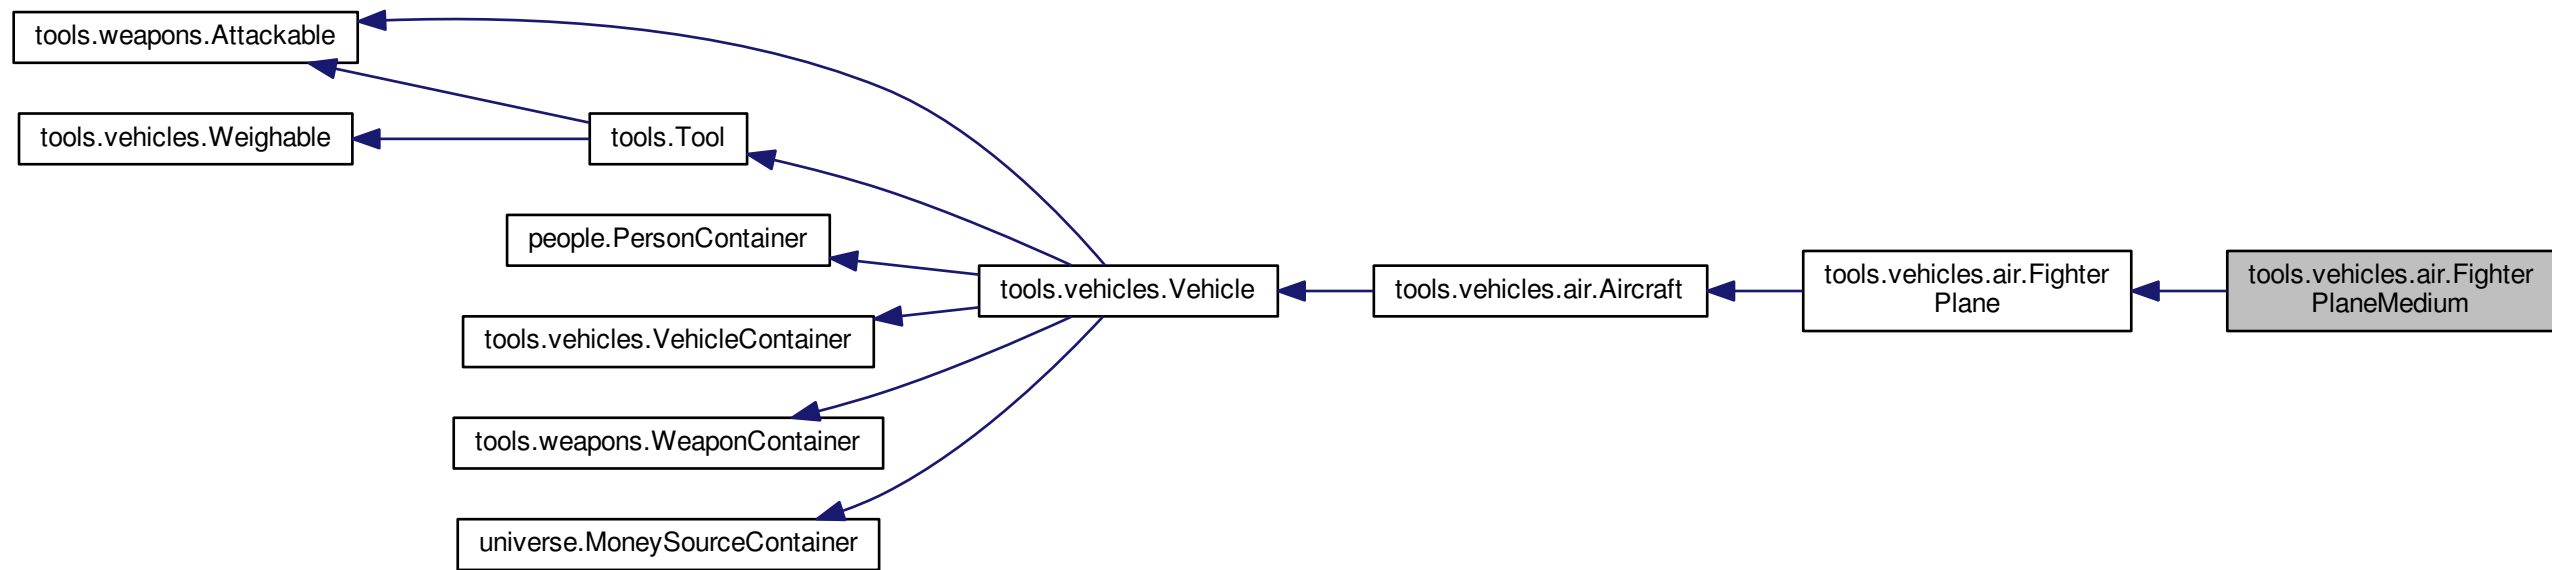 tools.weapons.Attackable
tools.vehicles.Weighable
tools.Tool
people.PersonContainer
tools.vehicles.VehicleContainer
tools.weapons.WeaponContainer
universe.MoneySourceContainer
tools.vehicles.Vehicle
tools.vehicles.air.Aircraft
tools.vehicles.air.Fighter
Plane
tools.vehicles.air.Fighter
PlaneMedium